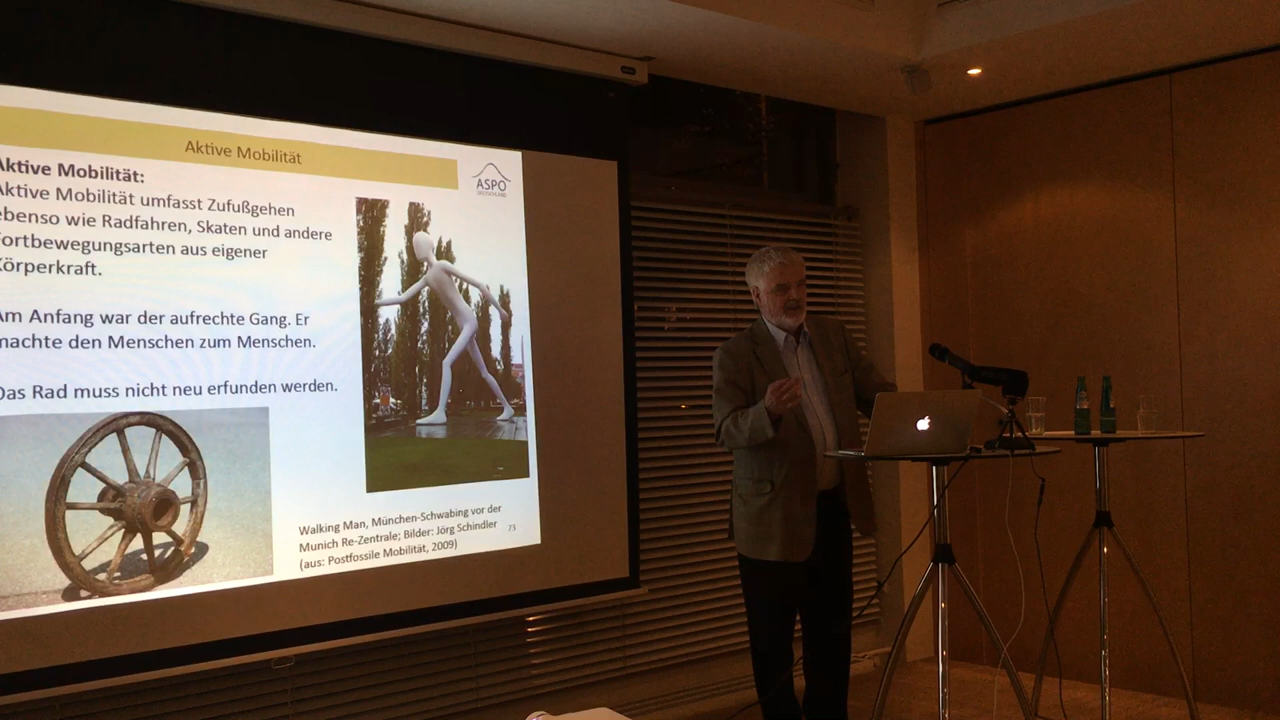 Aktive Mobilität
ASPO
DEUTSCHLAND
Aktive Mobilität:
Aktive Mobilität umfasst Zufußgehen
ebenso wie Radfahren, Skaten und andere
Fortbewegungsarten aus eigener
Körperkraft.
Am Anfang war der aufrechte Gang. Er
machte den Menschen zum Menschen.
Das Rad muss nicht neu erfunden werden.
Walking Man, München-Schwabing vor der
Munich Re-Zentrale; Bilder: Jörg Schindler
(aus: Postfossile Mobilität, 2009)
73